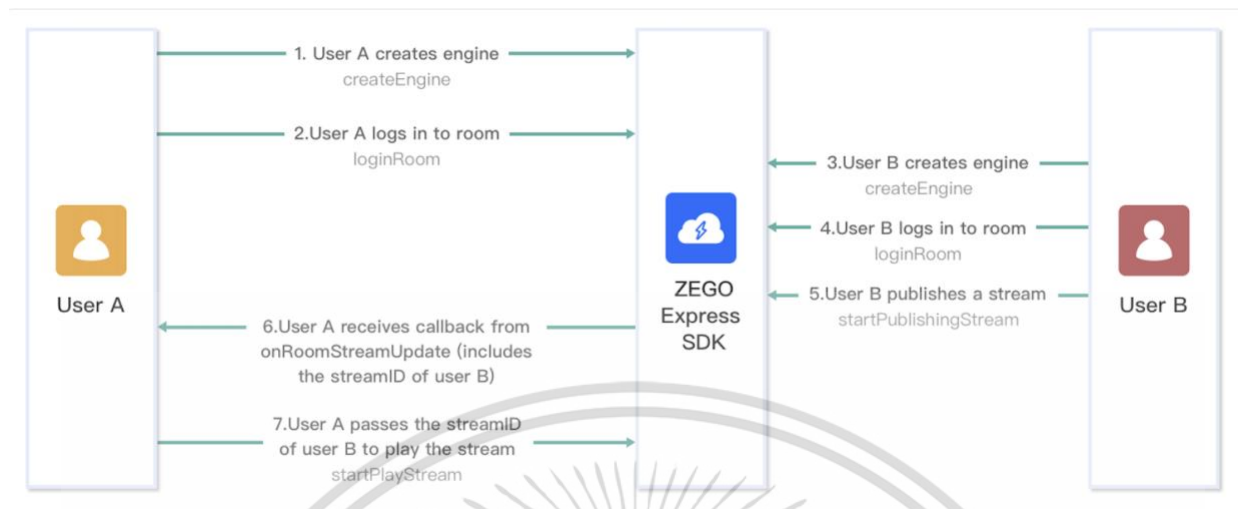 1. User A creates engine
createEngine
2.User A logs in to room
loginRoom
3.User B creates engine
createEngine
4.User B logs in to room
loginRoom
5.User B publishes a stream
startPublishingStream
User A
ZEGO
Express
SDK
User B
6.User A receives callback from
onRoomStreamUpdate (includes
the streamID of user B)
7.User A passes the streamID
of user B to play the stream
startPlayStream